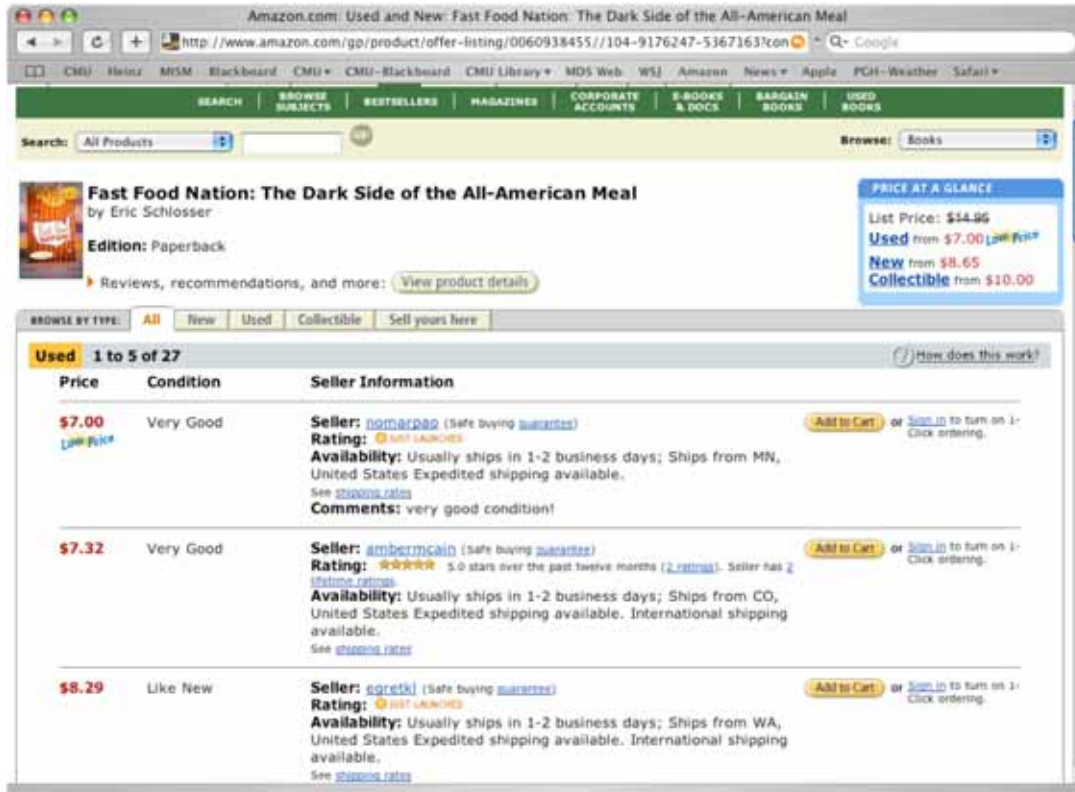 Amazon.com: Used and New: Fast Food Nation: The Dark Side of the All-American Meal
http://www.amazon.com/gp/product/offer-listing/0060938455//104-9176247-5367163?con Q- Google
CMU Heinz MISM Blackboard CMU CMU-Blackboard CMU Library MDS Web WSJ Amazon News Apple PGH-Weather Safari
SEARCH BROWSE SUBJECTS BESTSELLERS MAGAZINES CORPORATE ACCOUNTS E-BOOKS & DOCS BARGAIN BOOKS USED BOOKS
Search: All Products Browse: Books
Fast Food Nation: The Dark Side of the All-American Meal
by Eric Schlosser
Edition: Paperback
Reviews, recommendations, and more: View product details
PRICE AT A GLANCE
List Price: $14.95
Used from $7.00 Low Price
New from $8.65
Collectible from $10.00
BROWSE BY TYPE: All New Used Collectible Sell yours here
Used 1 to 5 of 27 How does this work?
Price Condition Seller Information
$7.00 Very Good Seller: nomarpao (Safe buying guarantee) Add to Cart or Sign in to turn on 1-
Low Price Rating: JUST LAUNCHED Click ordering.
Availability: Usually ships in 1-2 business days; Ships from MN,
United States Expedited shipping available.
See shipping rates
Comments: very good condition!
$7.32 Very Good Seller: ambermcain (Safe buying guarantee) Add to Cart or Sign in to turn on 1-
Rating: 5.0 stars over the past twelve months (2 ratings). Seller has 2 Click ordering.
lifetime ratings.
Availability: Usually ships in 1-2 business days; Ships from CO,
United States Expedited shipping available. International shipping
available.
See shipping rates
$8.29 Like New Seller: egretkl (Safe buying guarantee) Add to Cart or Sign in to turn on 1-
Rating: JUST LAUNCHED Click ordering.
Availability: Usually ships in 1-2 business days; Ships from WA,
United States Expedited shipping available. International shipping
available.
See shipping rates